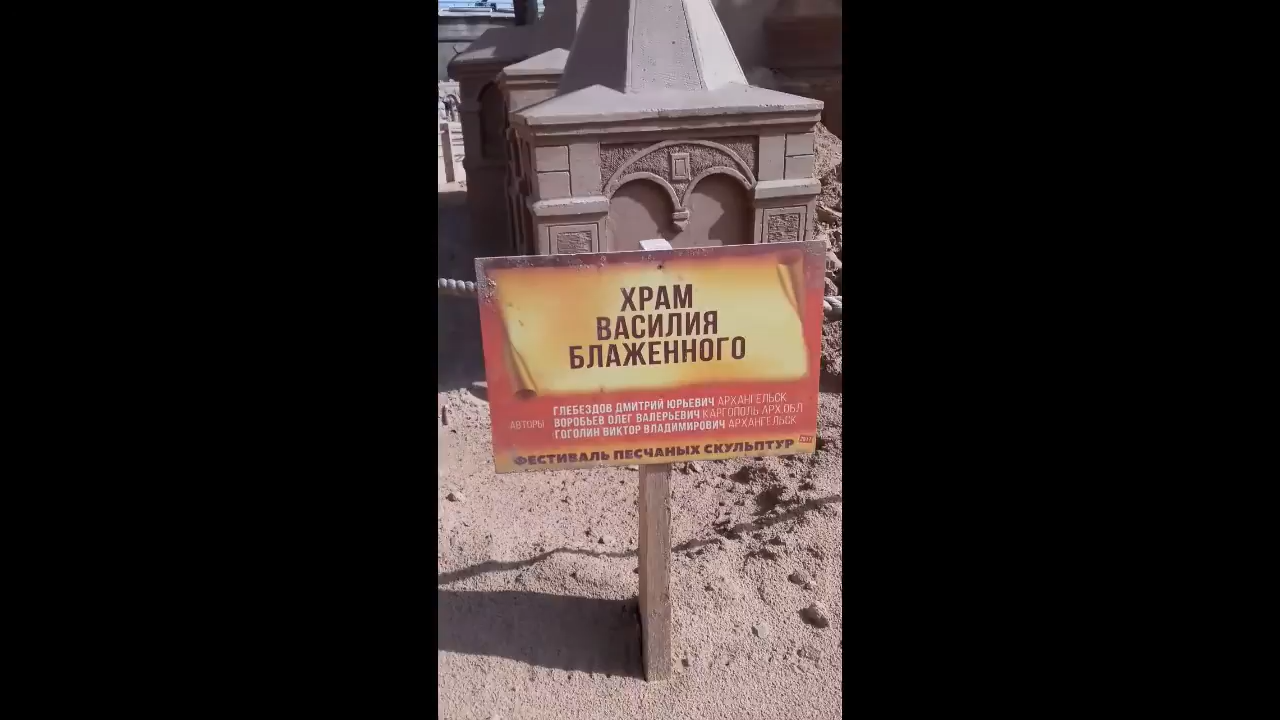 ХРАМ
ВАСИЛИЯ
БЛАЖЕННОГО
АВТОРЫ
ГЛЕБЕЗДОВ ДМИТРИЙ ЮРЬЕВИЧ АРХАНГЕЛЬСК
ВОРОБЬЕВ ОЛЕГ ВАЛЕРЬЕВИЧ КАРГОПОЛЬ АРХ.ОБЛ
ГОГОЛИН ВИКТОР ВЛАДИМИРОВИЧ АРХАНГЕЛЬСК
ФЕСТИВАЛЬ ПЕСЧАНЫХ СКУЛЬПТУР